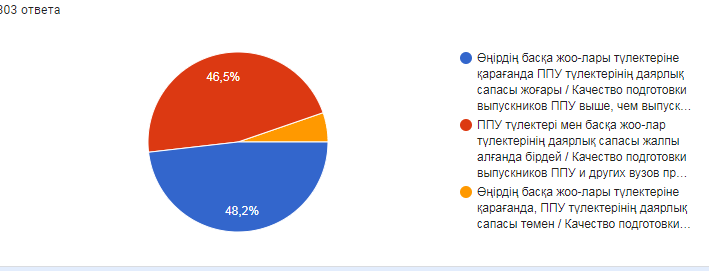 303 ответа
46,5%
48,2%
Өңірдің басқа жоо-лары түлектеріне
қарағанда ППУ түлектерінің даярлық
сапасы жоғары / Качество подготовки
выпускников ППУ выше, чем выпуск…
ППУ түлектері мен басқа жоо-лар
түлектерінің даярлық сапасы жалпы
алғанда бірдей / Качество подготовки
выпускников ППУ и других вузов пр…
Өңірдің басқа жоо-лары түлектеріне
қарағанда, ППУ түлектерінің даярлық
сапасы төмен / Качество подготовки…